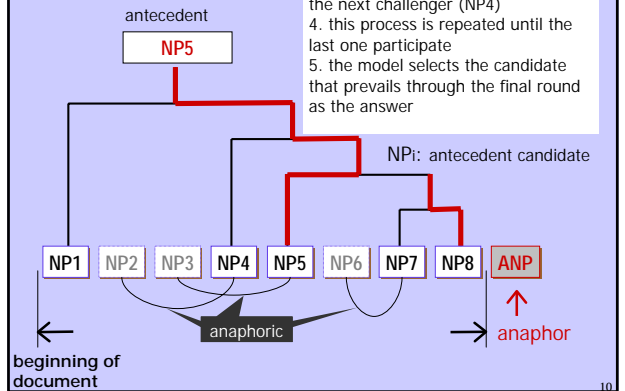 the next challenger (NP4)
4. this process is repeated until the
last one participate
5. the model selects the candidate
that prevails through the final round
as the answer
antecedent
NP5
NPi: antecedent candidate
NP1 NP2 NP3 NP4 NP5 NP6 NP7 NP8 ANP
anaphoric
anaphor
beginning of
document
10